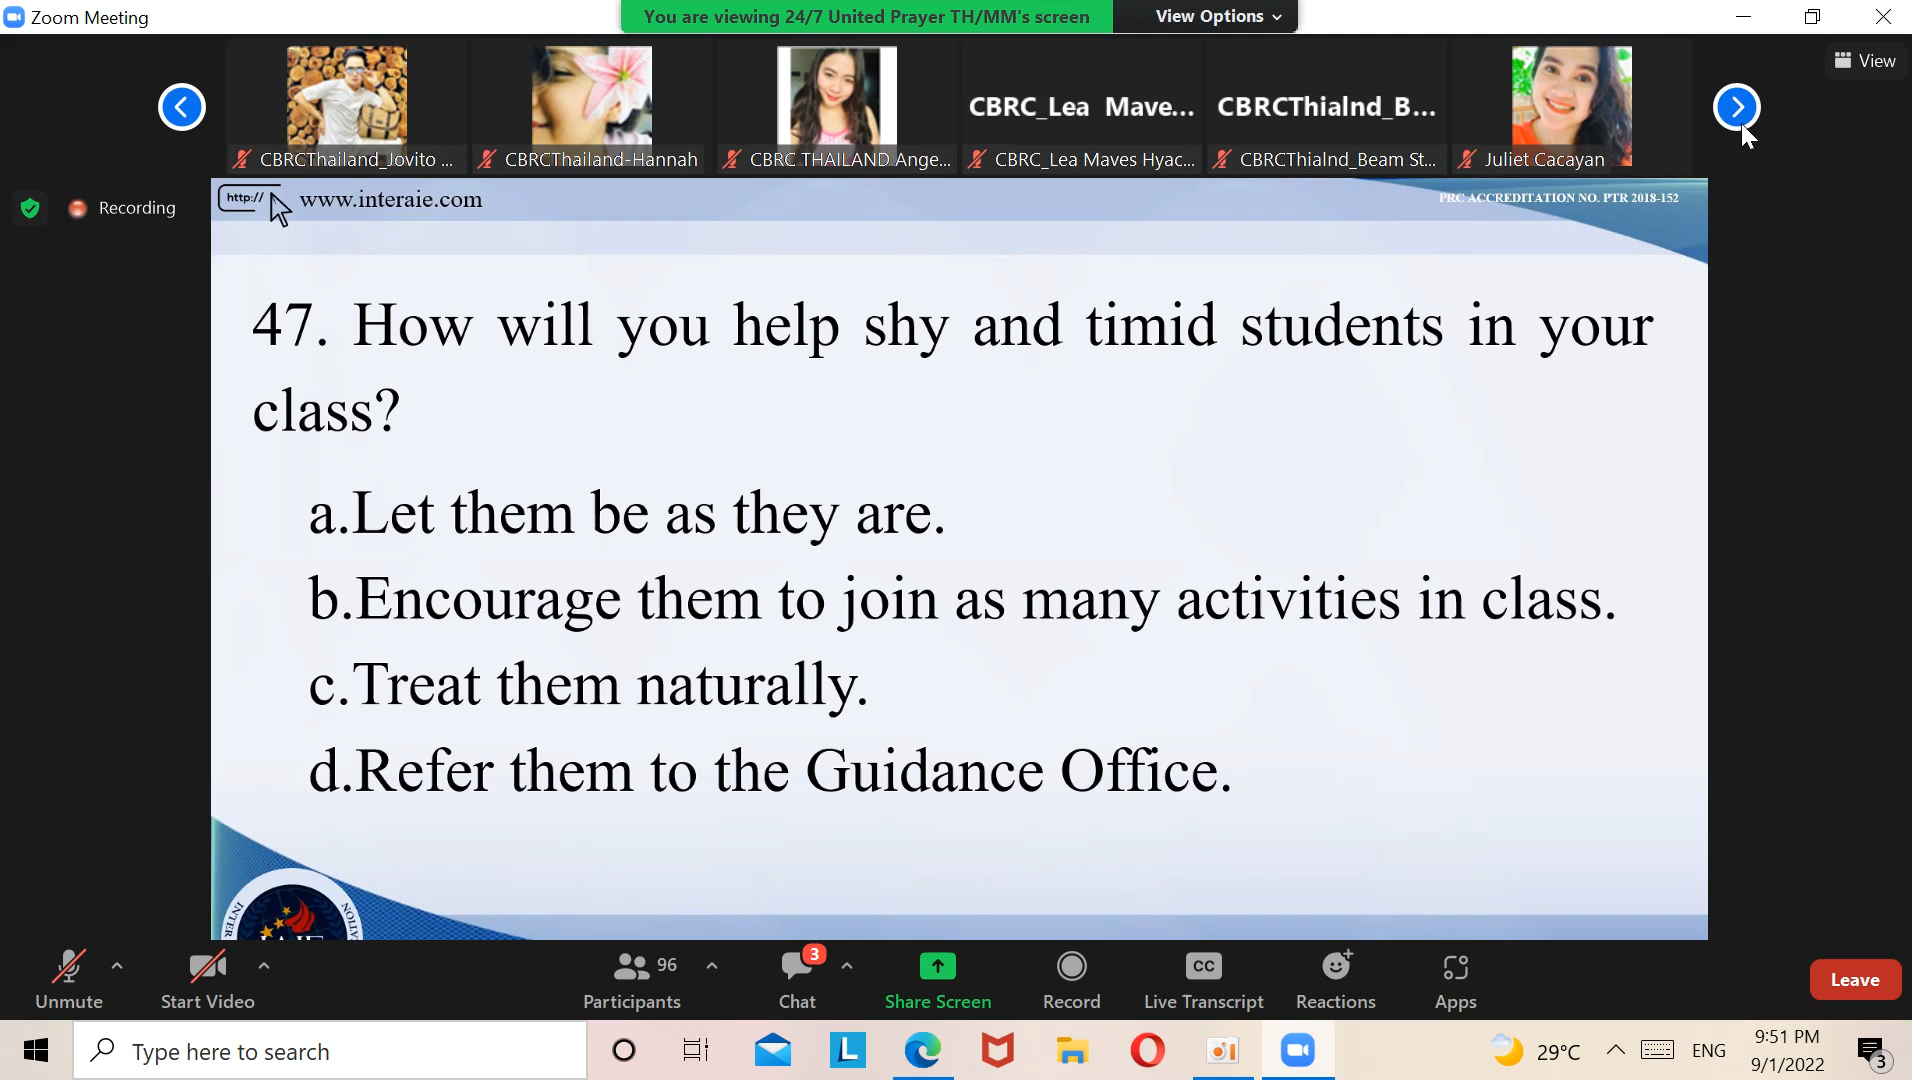 Zoom Meeting
You are viewing 24/7 United Prayer TH/MM's screen
View Options
View
CBRC_Lea Mave...
CBRCThialnd_B...
CBRCThailand_Jovito ...
CBRCThailand-Hannah
CBRC THAILAND Ange...
CBRC_Lea Maves Hyac...
CBRCThialnd_Beam St...
Juliet Cacayan
Recording
http://
www.interaie.com
PRC ACCREDITATION NO. PTR 2018-152
47. How will you help shy and timid students in your
class?
a.Let them be as they are.
b.Encourage them to join as many activities in class.
c.Treat them naturally.
d.Refer them to the Guidance Office.
Unmute
Start Video
96
Participants
3
Chat
Share Screen
Record
CC
Live Transcript
Reactions
Apps
Leave
Type here to search
L
29°C
ENG
9:51 PM
9/1/2022
3